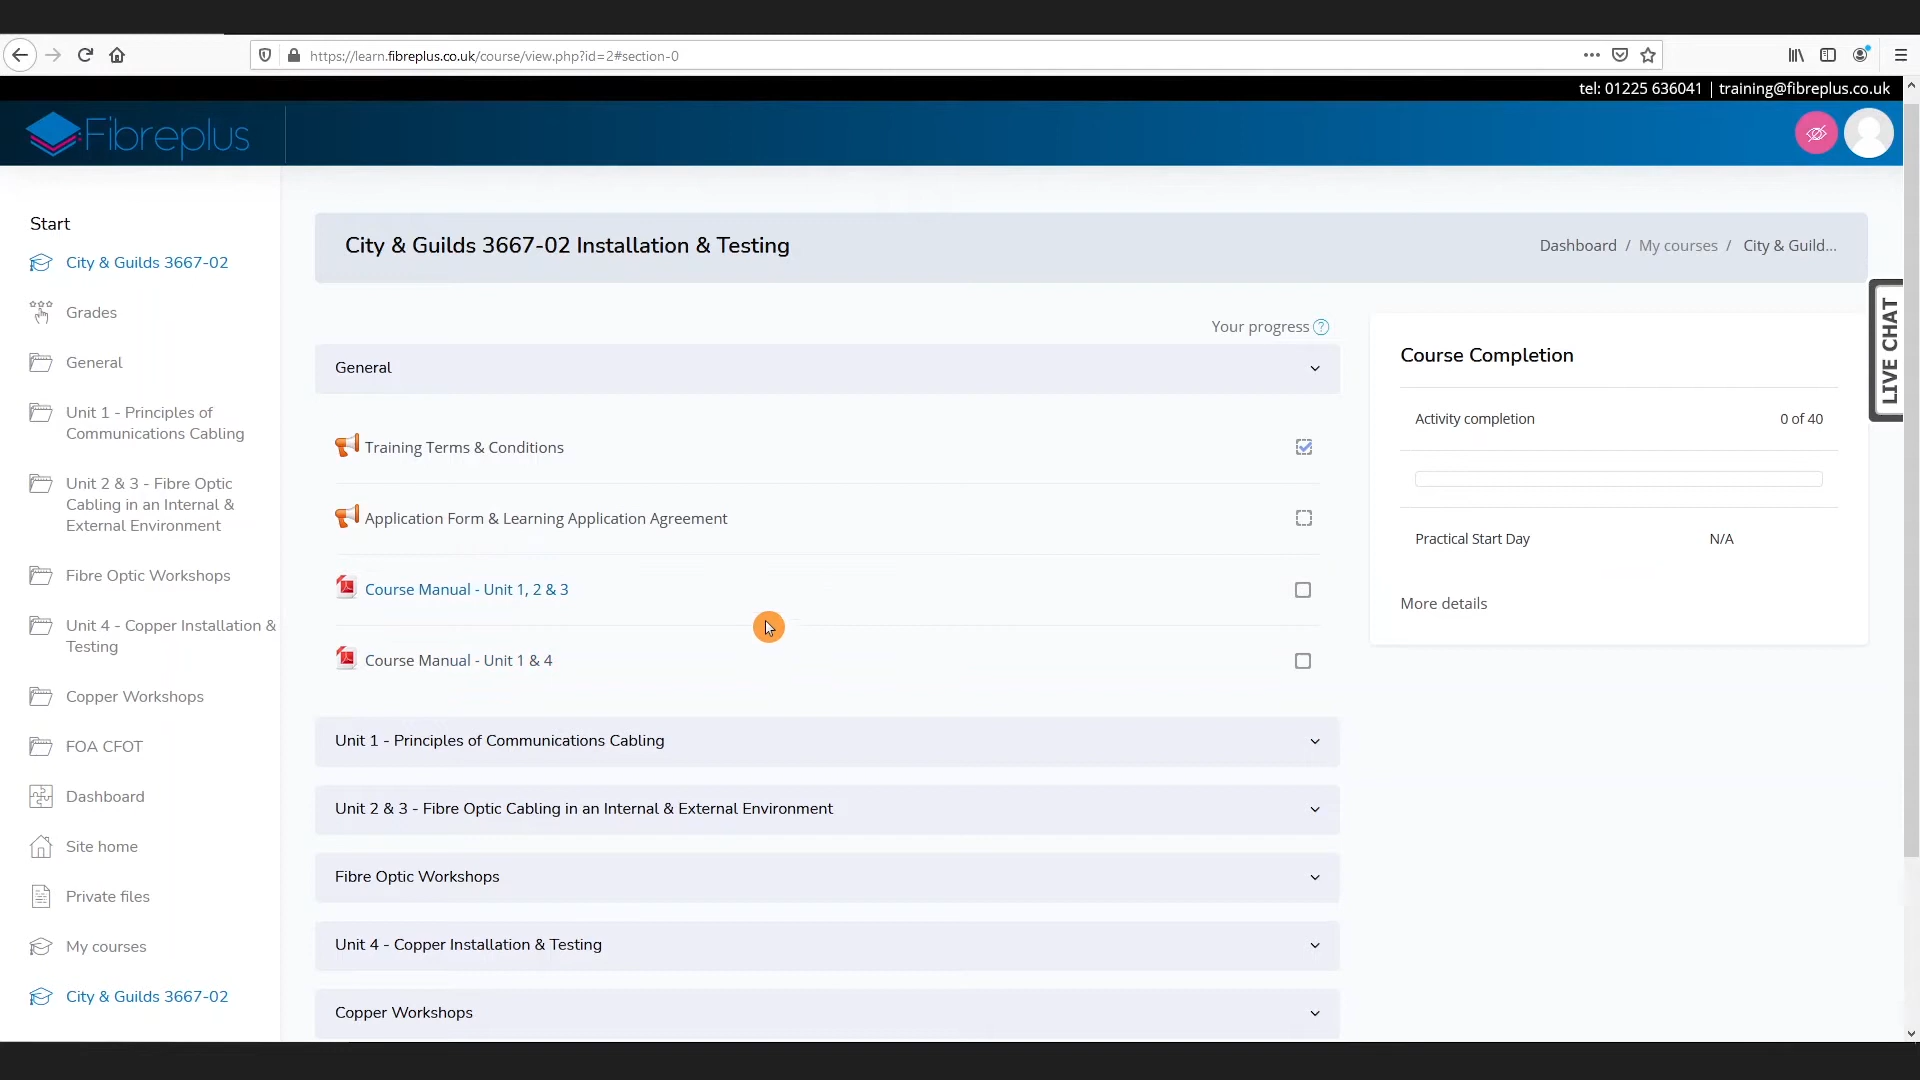 https://learn.fibreplus.co.uk/course/view.php?id=2#section-0
tel: 01225 636041 | training@fibreplus.co.uk
Fibreplus
Start
City & Guilds 3667-02
Grades
General
Unit 1 - Principles of
Communications Cabling
Unit 2 & 3 - Fibre Optic
Cabling in an Internal &
External Environment
Fibre Optic Workshops
Unit 4 - Copper Installation &
Testing
Copper Workshops
FOA CFOT
Dashboard
Site home
Private files
My courses
City & Guilds 3667-02
City & Guilds 3667-02 Installation & Testing
Dashboard / My courses / City & Guild...
Your progress
General
Training Terms & Conditions
Application Form & Learning Application Agreement
Course Manual - Unit 1, 2 & 3
Course Manual - Unit 1 & 4
Unit 1 - Principles of Communications Cabling
Unit 2 & 3 - Fibre Optic Cabling in an Internal & External Environment
Fibre Optic Workshops
Unit 4 - Copper Installation & Testing
Copper Workshops
Course Completion
Activity completion 0 of 40
Practical Start Day N/A
More details
LIVE CHAT